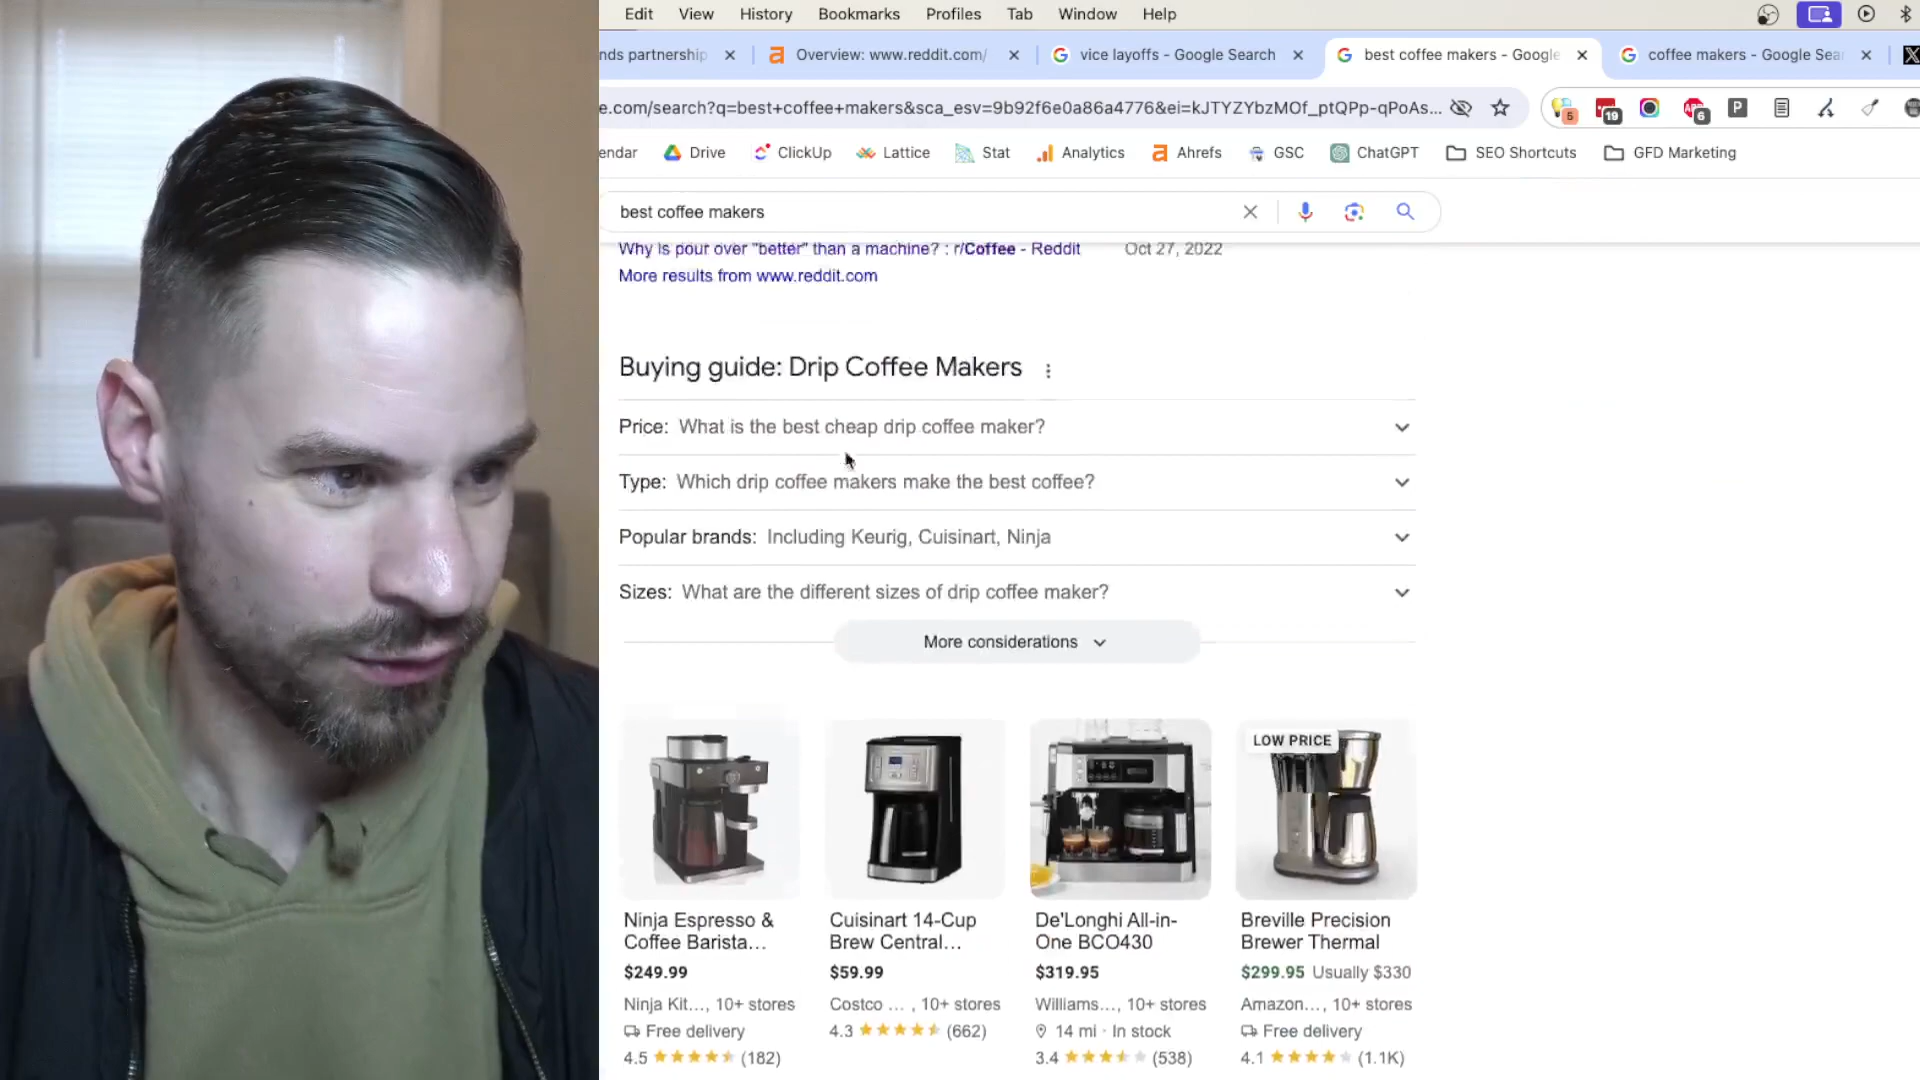 Edit View History Bookmarks Profiles Tab Window Help
nds partnership Overview: www.reddit.com/ vice layoffs - Google Search best coffee makers - Google coffee makers - Google Sear
e.com/search?q=best+coffee+makers&sca_esv=9b92f6e0a86a4776&ei=kJTYZYbzMOf_ptQPp-qPoAs... 5 19 6 P
endar Drive ClickUp Lattice Stat Analytics Ahrefs GSC ChatGPT SEO Shortcuts GFD Marketing
best coffee makers
Why is pour over "better" than a machine? : r/Coffee - Reddit Oct 27, 2022
More results from www.reddit.com
Buying guide: Drip Coffee Makers
Price: What is the best cheap drip coffee maker?
Type: Which drip coffee makers make the best coffee?
Popular brands: Including Keurig, Cuisinart, Ninja
Sizes: What are the different sizes of drip coffee maker?
More considerations
LOW PRICE
Ninja Espresso &
Coffee Barista...
$249.99
Ninja Kit..., 10+ stores
Free delivery
4.5 (182)
Cuisinart 14-Cup
Brew Central...
$59.99
Costco ... , 10+ stores
4.3 (662)
De'Longhi All-in-
One BCO430
$319.95
Williams..., 10+ stores
14 mi · In stock
3.4 (538)
Breville Precision
Brewer Thermal
$299.95 Usually $330
Amazon..., 10+ stores
Free delivery
4.1 (1.1K)